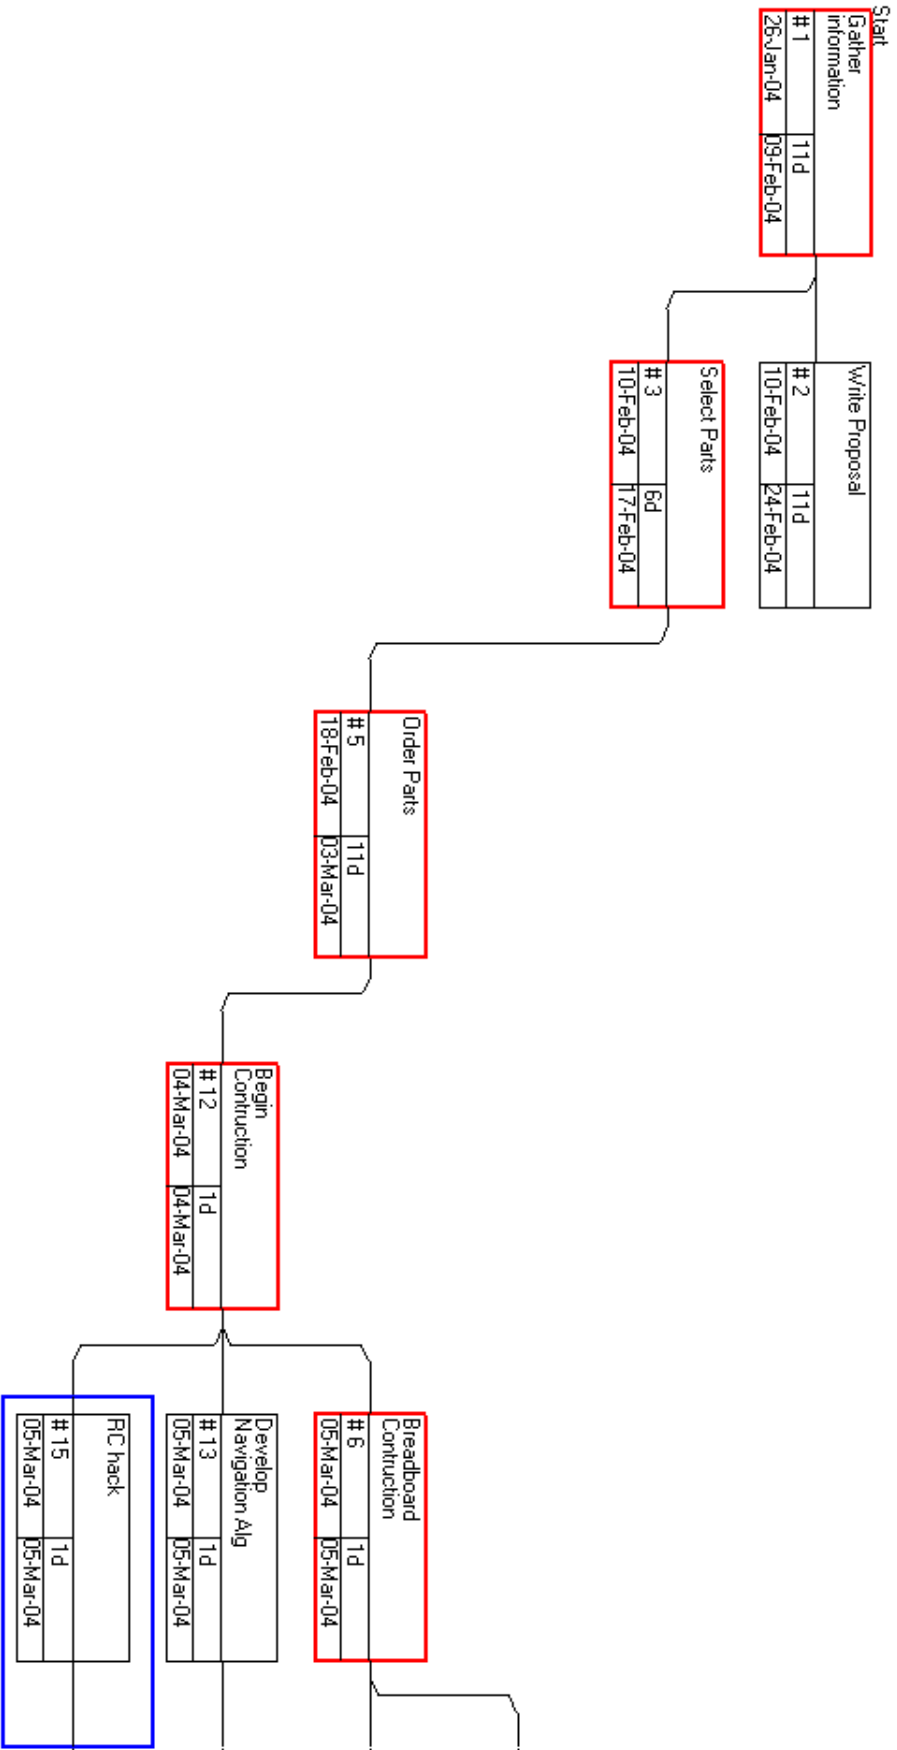 Start
Gather
information
# 1 11d
26-Jan-04 09-Feb-04
Write Proposal
# 2 11d
10-Feb-04 24-Feb-04
Select Parts
# 3 6d
10-Feb-04 17-Feb-04
Order Parts
# 5 11d
18-Feb-04 03-Mar-04
Begin
Contruction
# 12 1d
04-Mar-04 04-Mar-04
Breadboard
Contruction
# 6 1d
05-Mar-04 05-Mar-04
Develop
Navigation Alg
# 13 1d
05-Mar-04 05-Mar-04
RC hack
# 15 1d
05-Mar-04 05-Mar-04